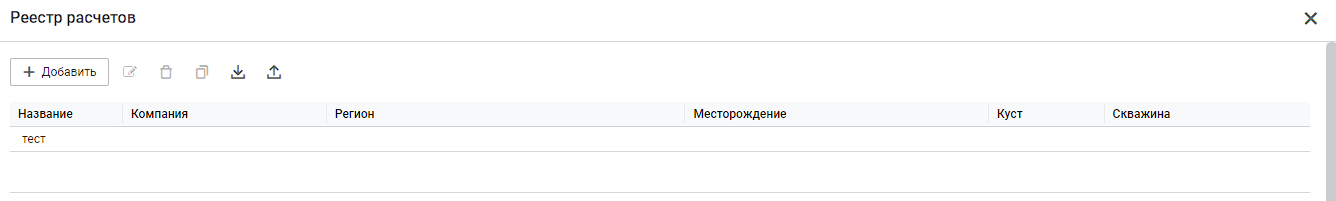 Реестр расчетов
Добавить
Название Компания Регион Месторождение Куст Скважина
тест